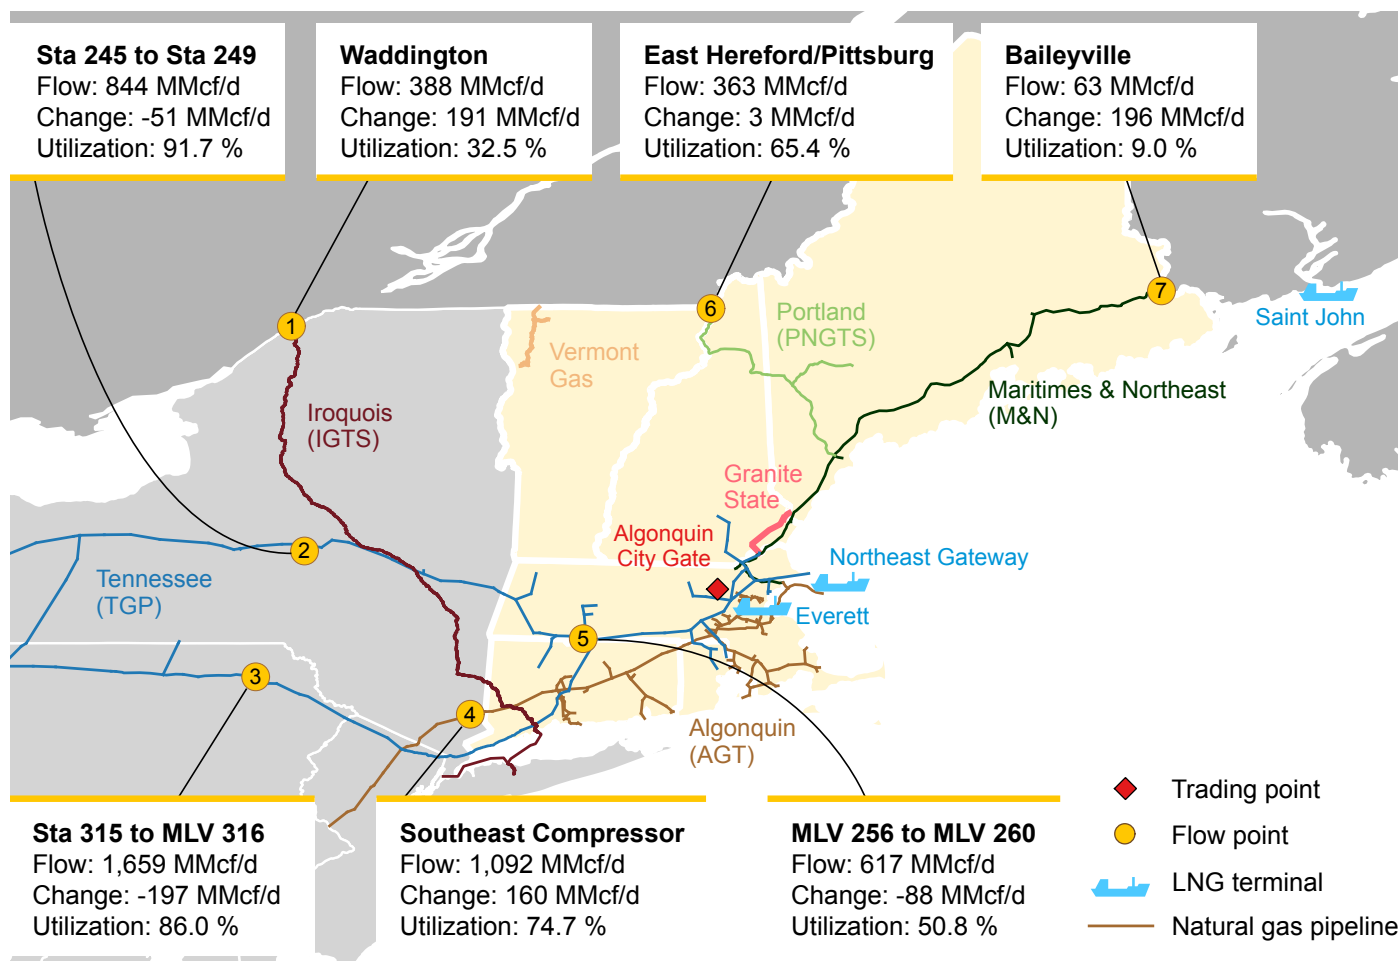 Sta 245 to Sta 249
Flow: 844 MMcf/d
Change: -51 MMcf/d
Utilization: 91.7 %
Waddington
Flow: 388 MMcf/d
Change: 191 MMcf/d
Utilization: 32.5 %
East Hereford/Pittsburg
Flow: 363 MMcf/d
Change: 3 MMcf/d
Utilization: 65.4 %
Baileyville
Flow: 63 MMcf/d
Change: 196 MMcf/d
Utilization: 9.0 %
7
6
1
Saint John
Portland
(PNGTS)
Vermont
Gas
Maritimes & Northeast
(M&N)
Iroquois
(IGTS)
Granite
State
Algonquin
City Gate
2
Northeast Gateway
Tennessee
(TGP)
Everett
5
3
4
Algonquin
(AGT)
Sta 315 to MLV 316
Flow: 1,659 MMcf/d
Change: -197 MMcf/d
Utilization: 86.0 %
Southeast Compressor
Flow: 1,092 MMcf/d
Change: 160 MMcf/d
Utilization: 74.7 %
MLV 256 to MLV 260
Flow: 617 MMcf/d
Change: -88 MMcf/d
Utilization: 50.8 %
Trading point
Flow point
LNG terminal
Natural gas pipeline